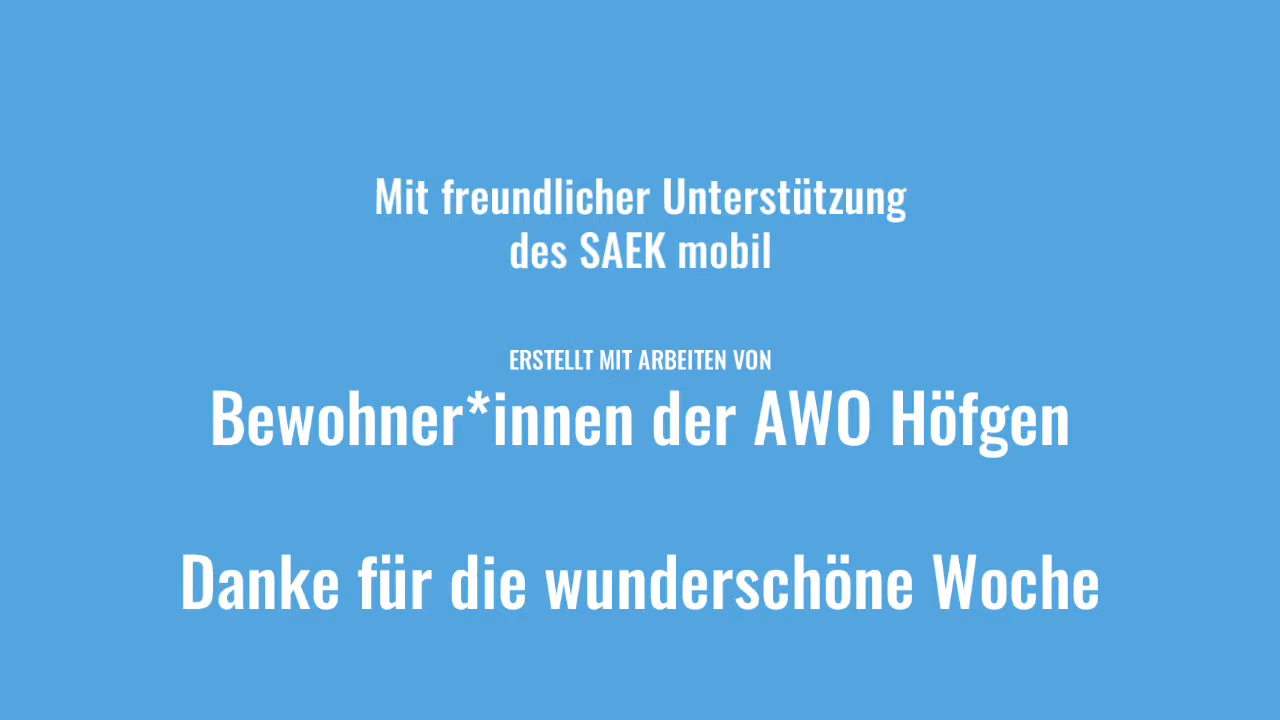 Mit freundlicher Unterstützung
des SAEK mobil
ERSTELLT MIT ARBEITEN VON
Bewohner*innen der AWO Höfgen
Danke für die wunderschöne Woche